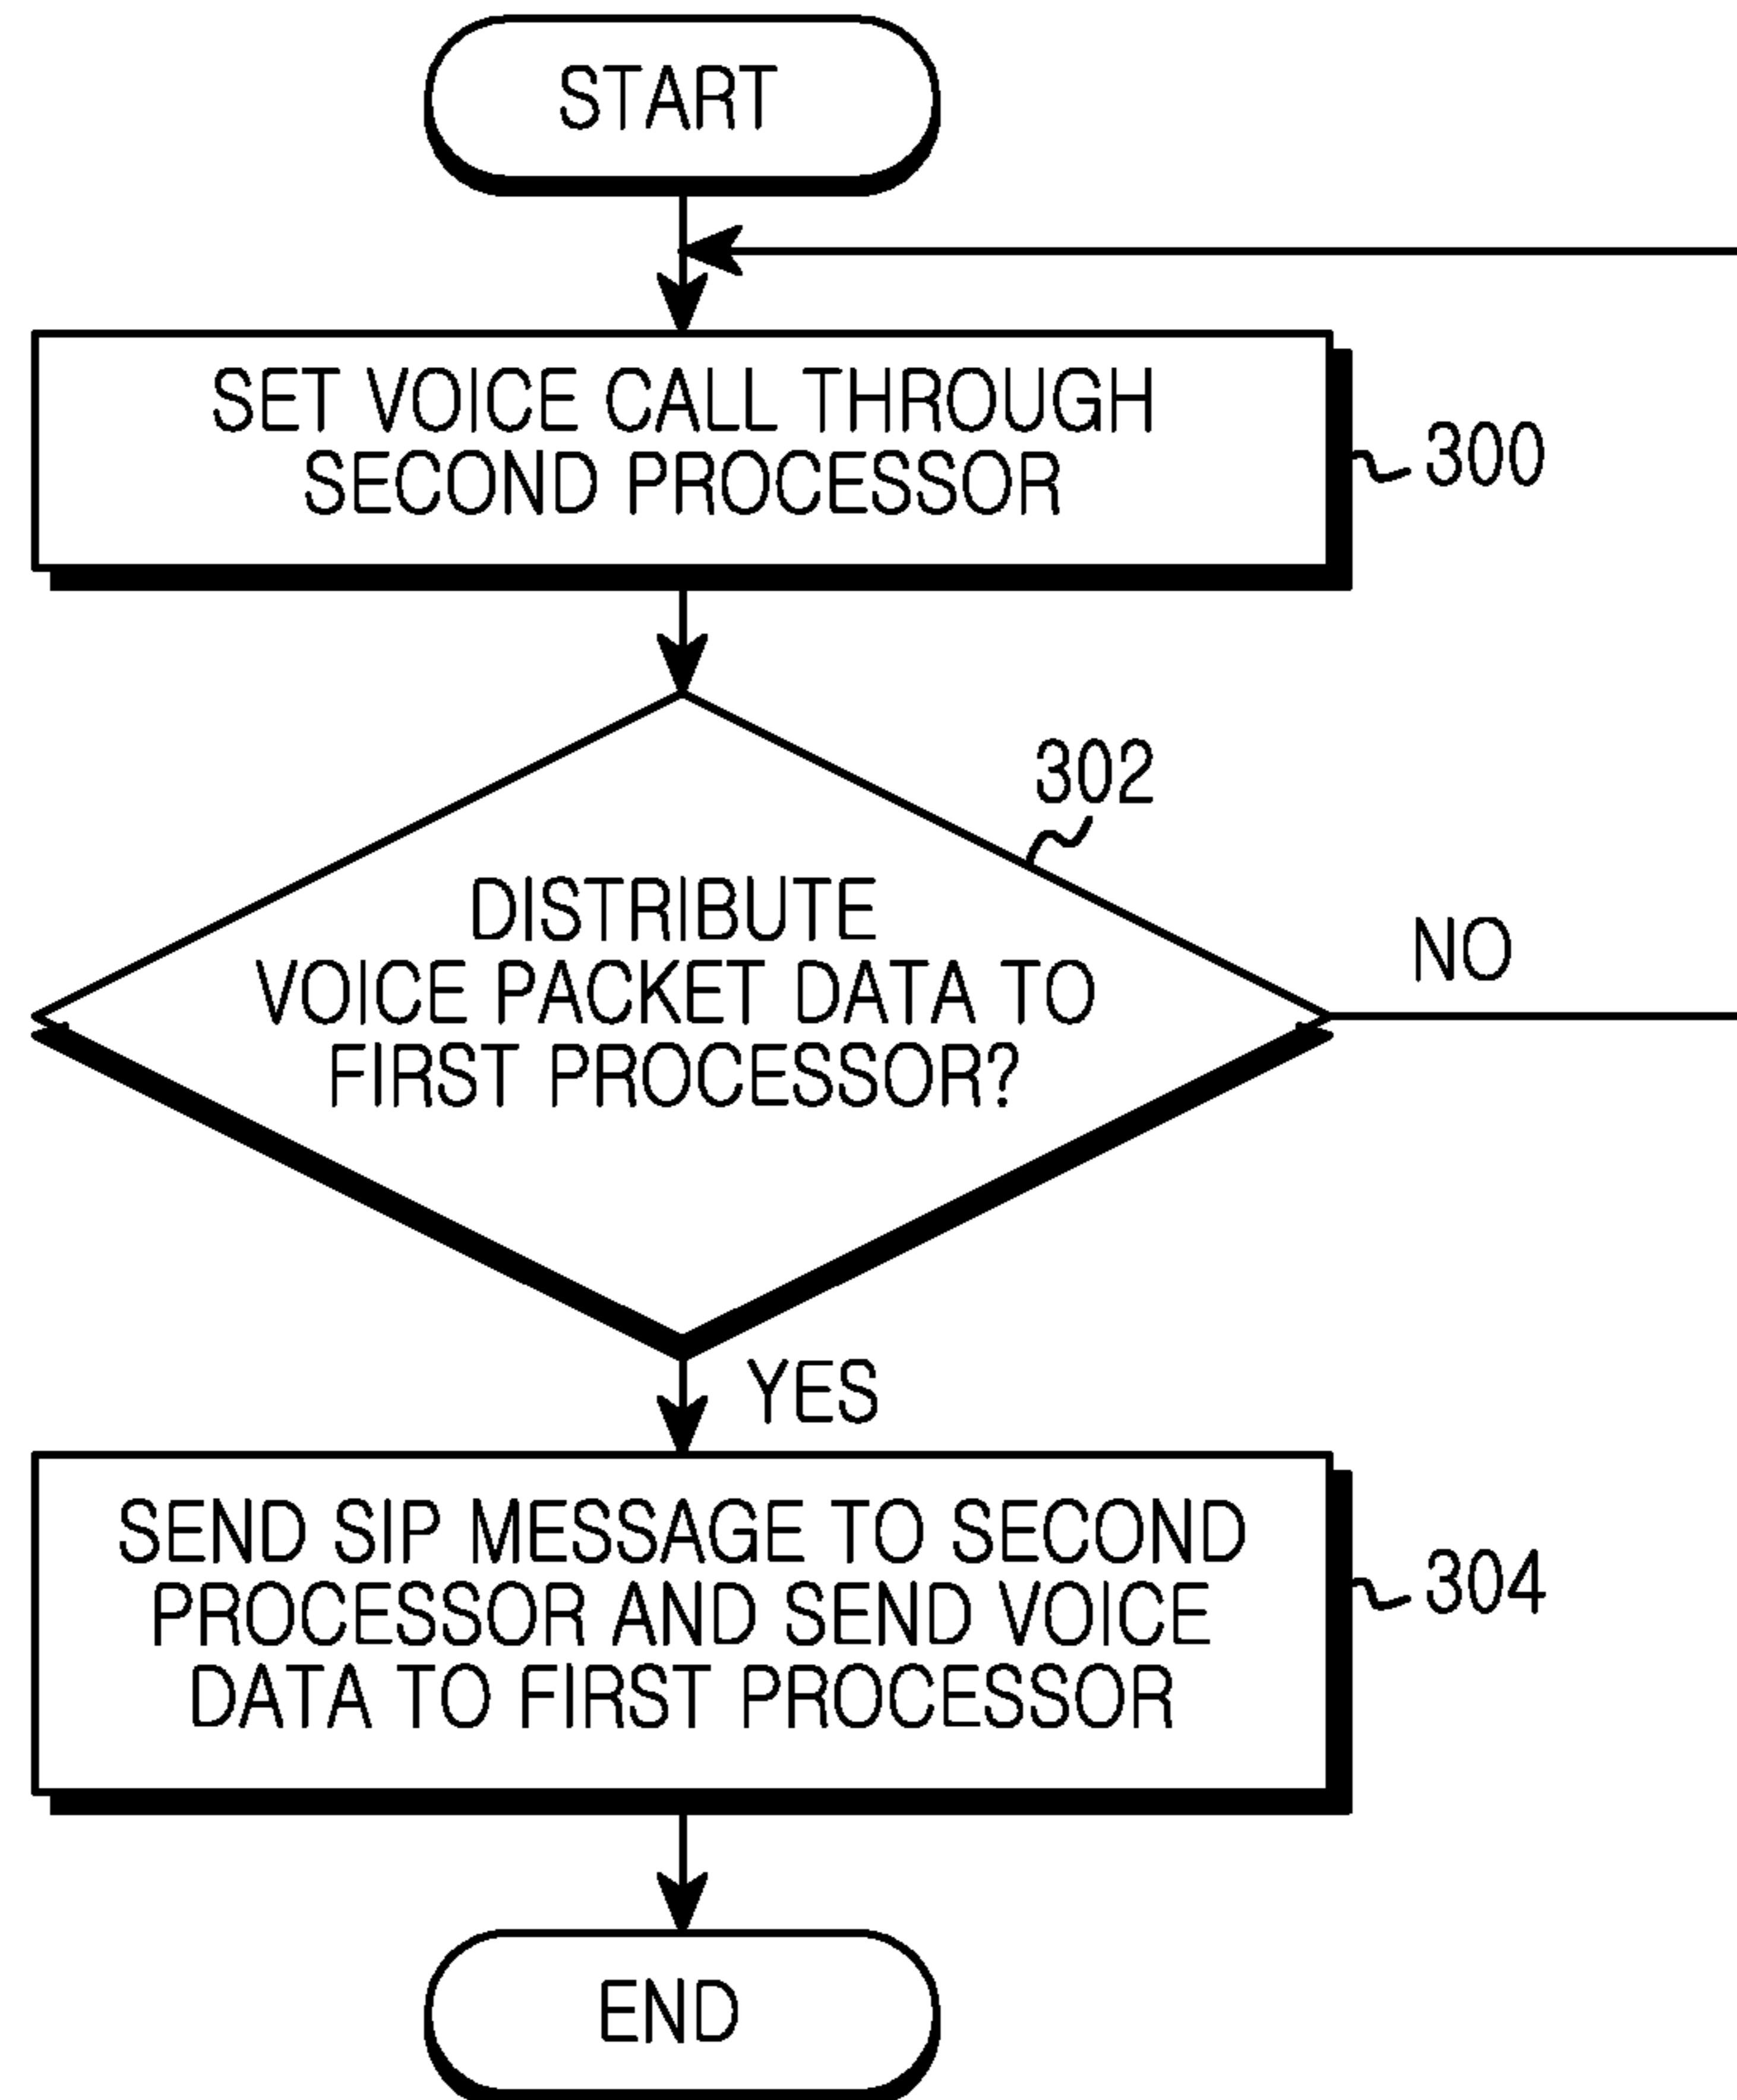 START
SET VOICE CALL THROUGH
SECOND PROCESSOR
300
302
DISTRIBUTE
VOICE PACKET DATA TO
FIRST PROCESSOR?
NO
YES
SEND SIP MESSAGE TO SECOND
PROCESSOR AND SEND VOICE
DATA TO FIRST PROCESSOR
304
END